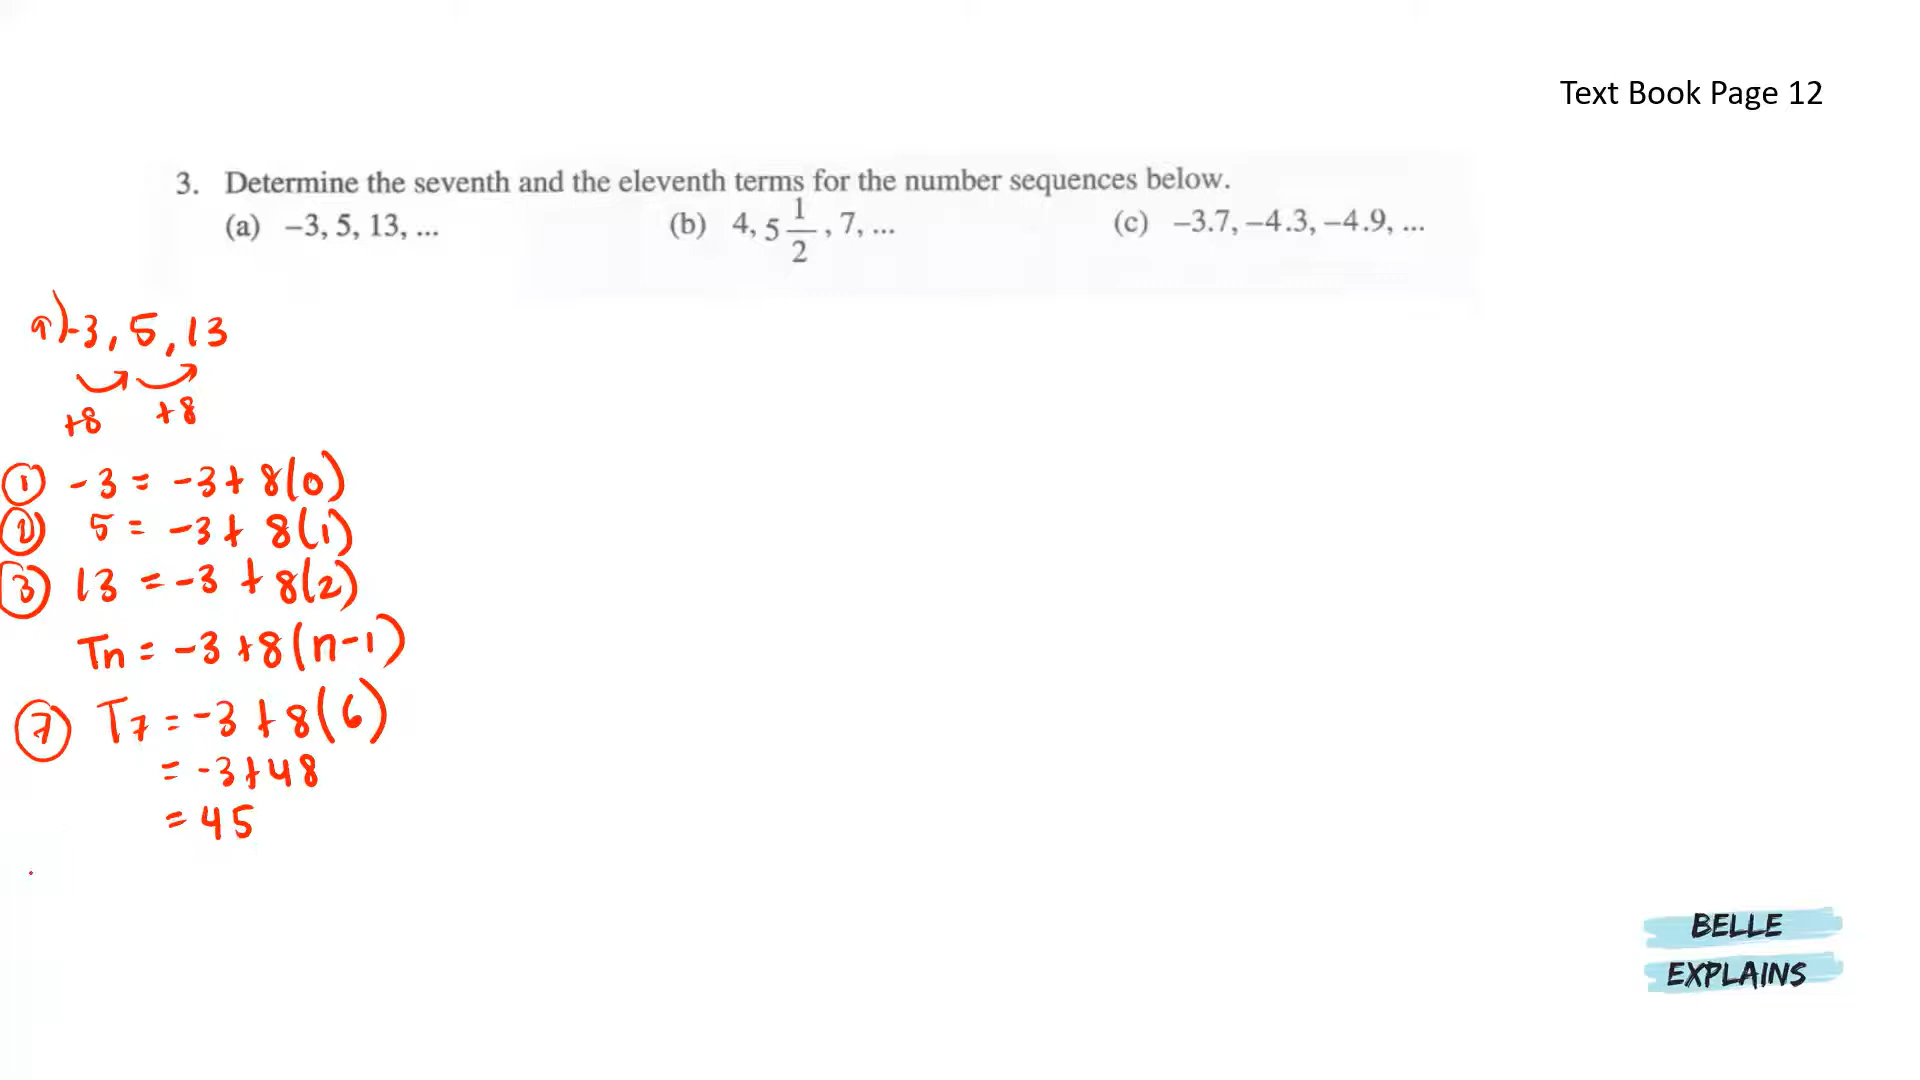 Text Book Page 12
3. Determine the seventh and the eleventh terms for the number sequences below.
(a) –3, 5, 13, ... (b) 4, 5 1/2, 7, ... (c) –3.7, –4.3, –4.9, ...
a) -3, 5, 13
+8 +8
① -3 = -3 + 8(0)
② 5 = -3 + 8(1)
③ 13 = -3 + 8(2)
Tn = -3 + 8(n-1)
⑦ T7 = -3 + 8(6)
= -3 + 48
= 45
BELLE
EXPLAINS